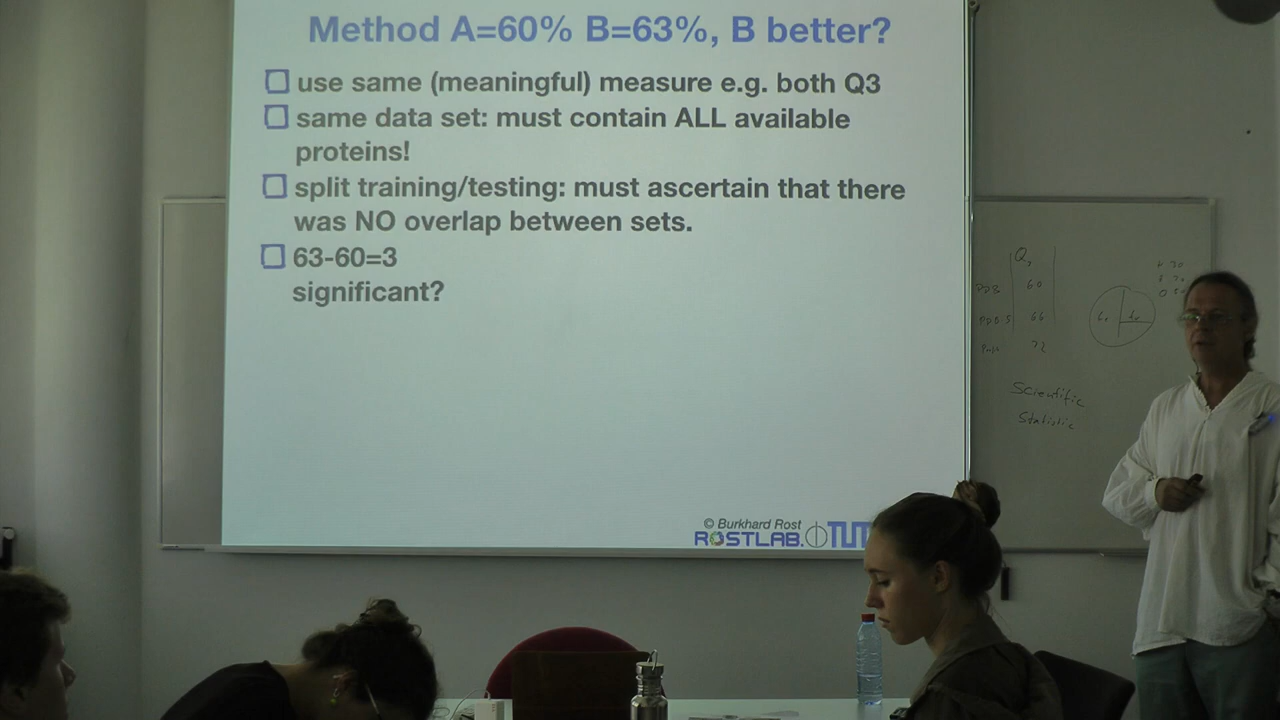 Method A=60% B=63%, B better?
use same (meaningful) measure e.g. both Q3
same data set: must contain ALL available
proteins!
split training/testing: must ascertain that there
was NO overlap between sets.
63-60=3
significant?
© Burkhard Rost
ROSTLAB.
Q3
PDB 60
PDBS 66
72
Scientific
Statistic